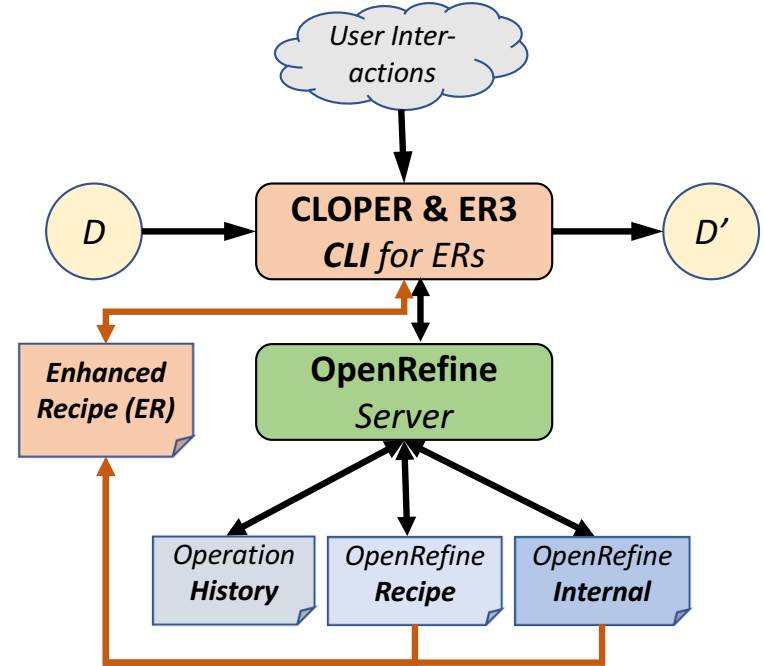 User Inter-
actions
D
CLOPER & ER3
CLI for ERs
D’
Enhanced
Recipe (ER)
OpenRefine
Server
Operation
History
OpenRefine
Recipe
OpenRefine
Internal